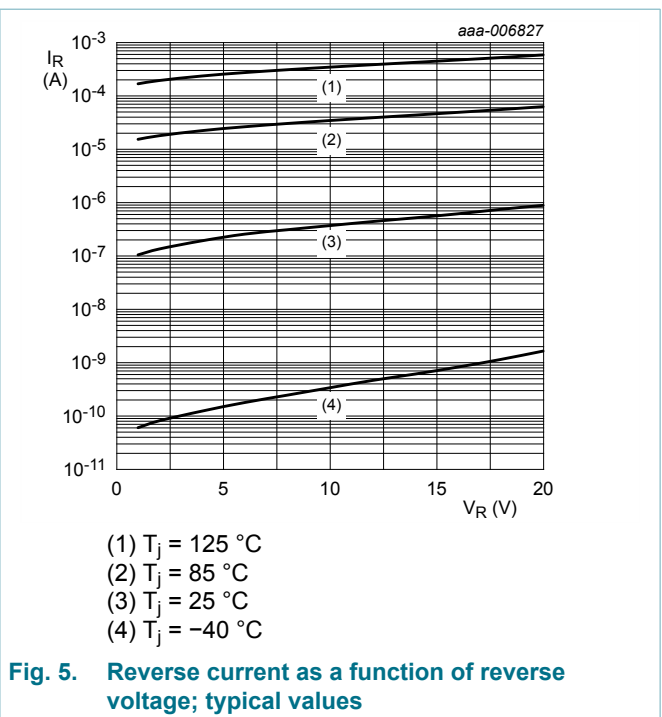 aaa-006827
I_R
(A)
10^-3
10^-4
10^-5
10^-6
10^-7
10^-8
10^-9
10^-10
10^-11
(1)
(2)
(3)
(4)
0 5 10 15 20
V_R (V)
(1) T_j = 125 °C
(2) T_j = 85 °C
(3) T_j = 25 °C
(4) T_j = −40 °C
Fig. 5. Reverse current as a function of reverse
voltage; typical values